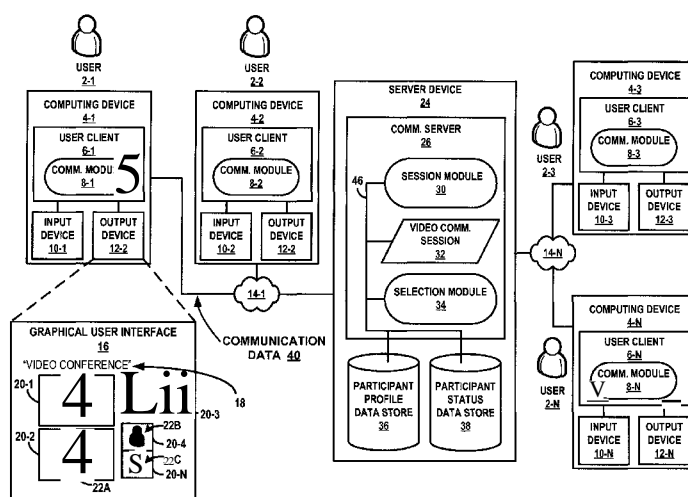 USER
2-1
COMPUTING DEVICE
4-1
USER CLIENT
6-1
COMM. MODU 5
8-1
INPUT
DEVICE
10-1
OUTPUT
DEVICE
12-2
USER
2-2
COMPUTING DEVICE
4-2
USER CLIENT
6-2
COMM. MODULE
8-2
INPUT
DEVICE
10-2
OUTPUT
DEVICE
12-2
14-1
COMMUNICATION
DATA 40
SERVER DEVICE
24
COMM. SERVER
26
46
SESSION MODULE
30
VIDEO COMM.
SESSION
32
SELECTION MODULE
34
PARTICIPANT
PROFILE
DATA STORE
36
PARTICIPANT
STATUS
DATA STORE
38
USER
2-3
COMPUTING DEVICE
4-3
USER CLIENT
6-3
COMM. MODULE
8-3
INPUT
DEVICE
10-3
OUTPUT
DEVICE
12-3
14-N
USER
2-N
COMPUTING DEVICE
4-N
USER CLIENT
6-N
COMM. MODULE
V 8-N
INPUT
DEVICE
10-N
OUTPUT
DEVICE
12-N
GRAPHICAL USER INTERFACE
16
"VIDEO CONFERENCE"
18
20-1
4
Lii
20-3
20-2
4
22A
22B
20-4
S
22C
20-N